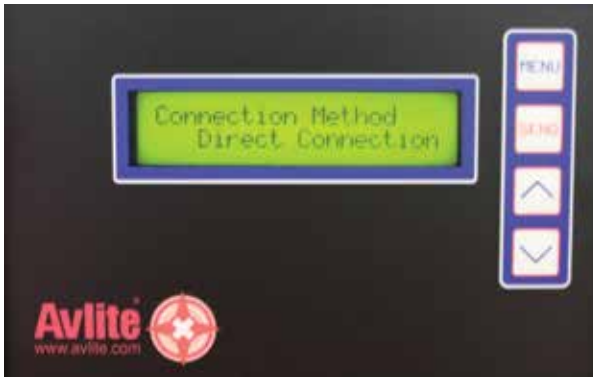 Connection Method
Direct Connection
MENU
SEND
Avlite®
www.avlite.com